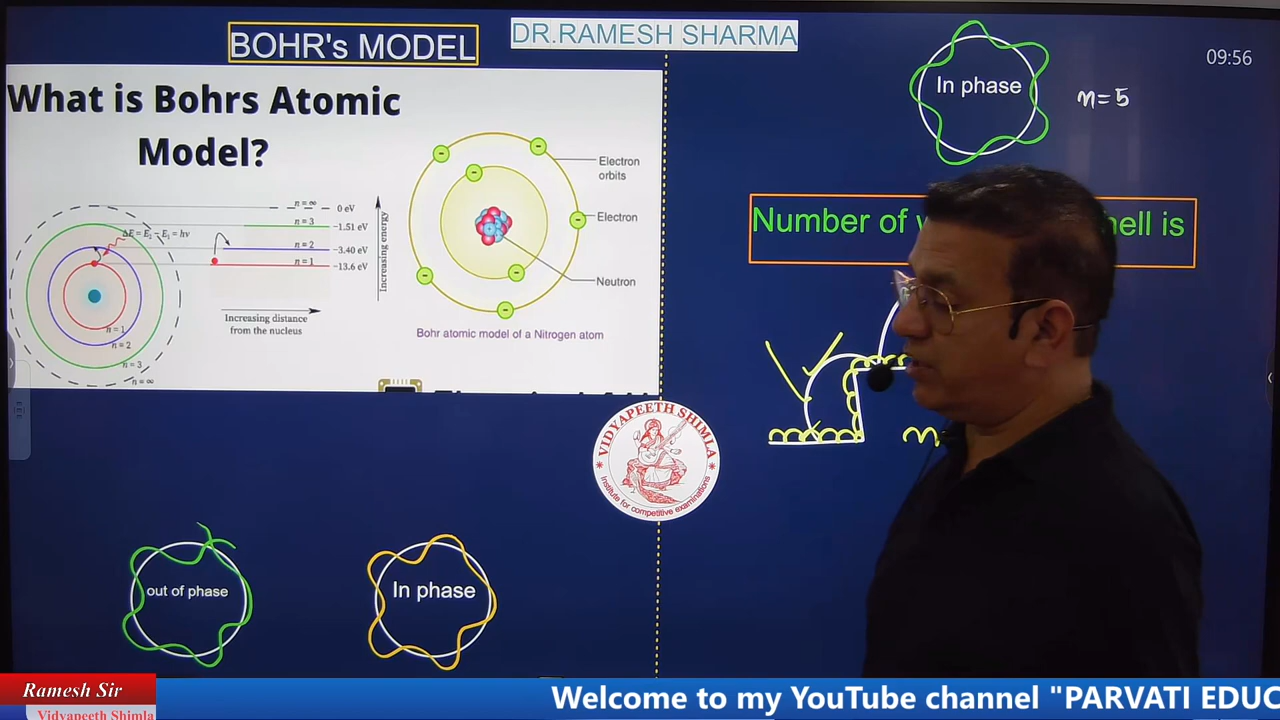 BOHR's MODEL
DR.RAMESH SHARMA
09:56
In phase
n=5
What is Bohrs Atomic
Model?
n = ∞
0 eV
n = 3
-1.51 eV
ΔE = E₂ - E₁ = hν
n = 2
-3.40 eV
n = 1
-13.6 eV
Increasing energy
Increasing distance
from the nucleus
n = 1
n = 2
n = 3
n = ∞
Electron
orbits
Electron
Neutron
Bohr atomic model of a Nitrogen atom
Number of
is
VIDYAPEETH SHIMLA
Institute for competitive examinations
out of phase
In phase
Ramesh Sir
Vidyapeeth Shimla
Welcome to my YouTube channel "PARVATI EDUC